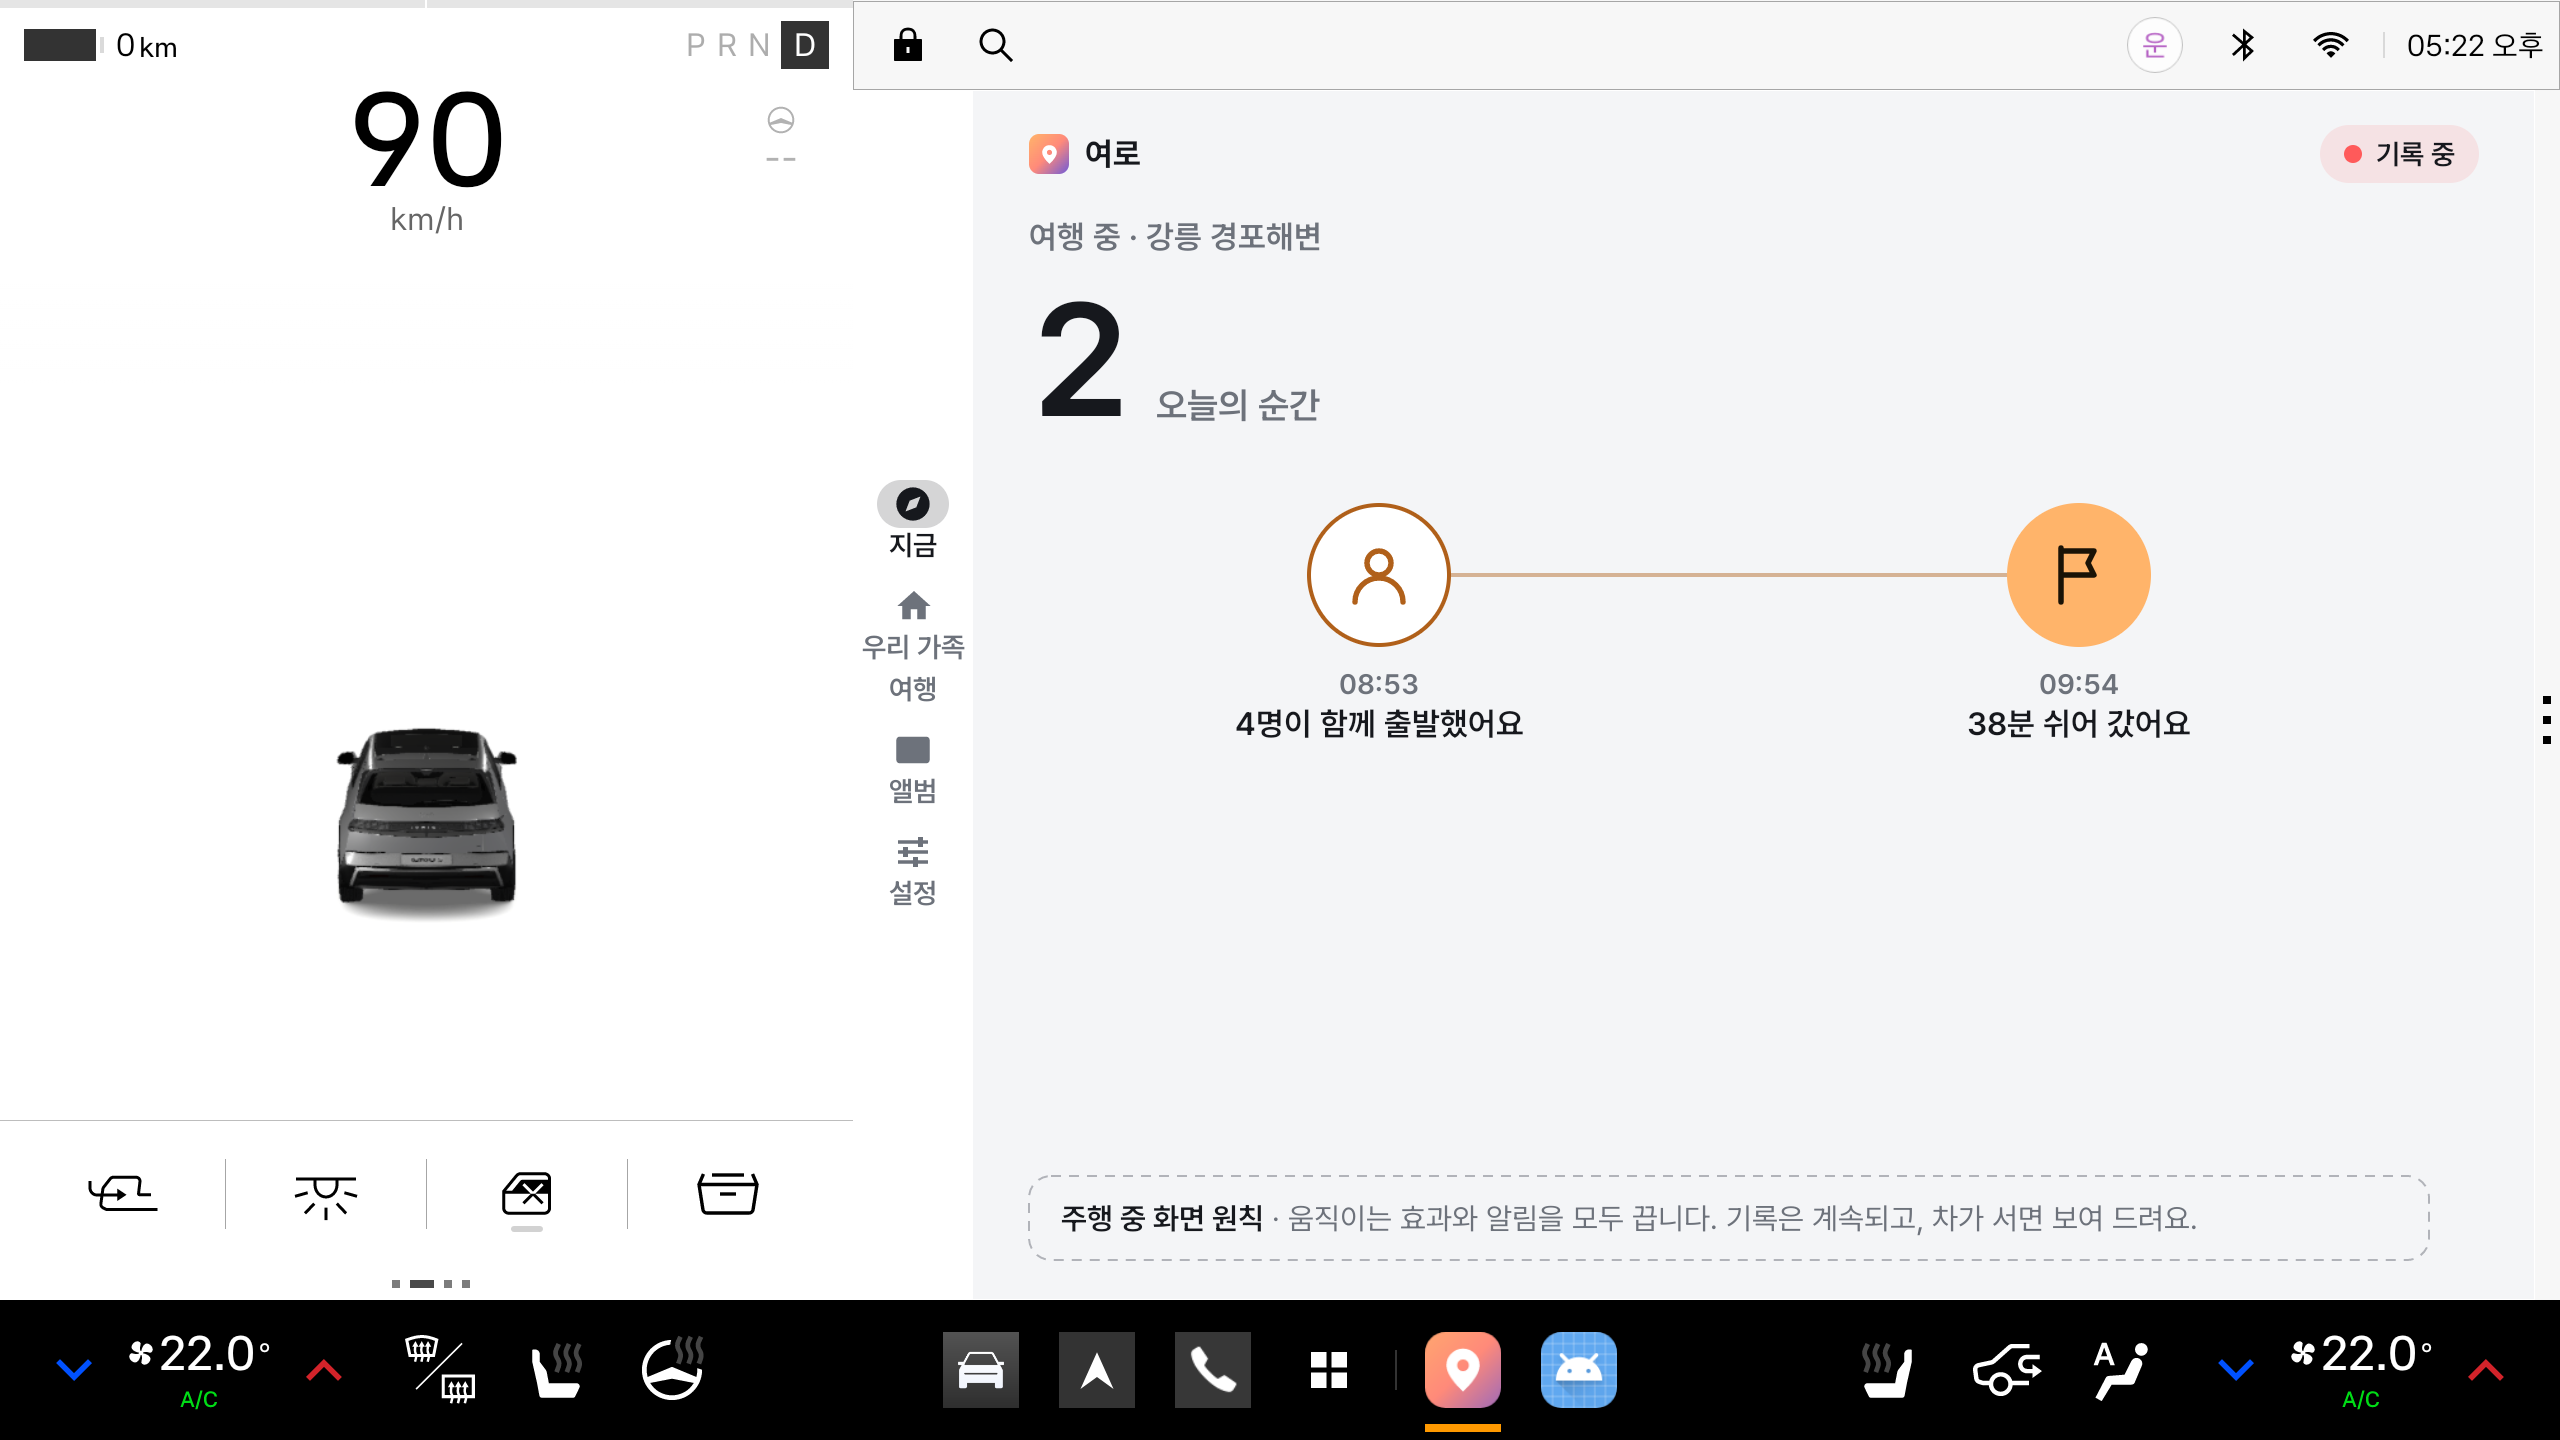 0 km
P R N D
90
km/h
--
운
05:22 오후
여로
기록 중
여행 중 · 강릉 경포해변
2 오늘의 순간
지금
우리 가족
여행
앨범
설정
08:53
4명이 함께 출발했어요
09:54
38분 쉬어 갔어요
주행 중 화면 원칙 · 움직이는 효과와 알림을 모두 끕니다. 기록은 계속되고, 차가 서면 보여 드려요.
22.0°
A/C
A
22.0°
A/C